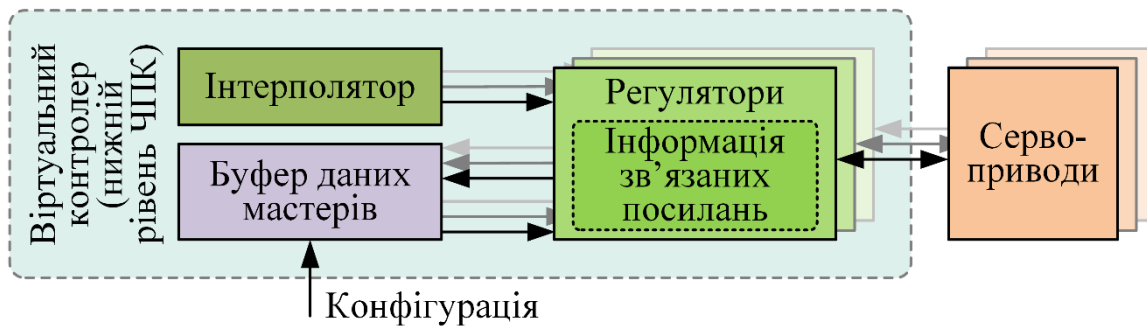 Віртуальний
контролер
(нижній
рівень ЧПК)
Інтерполятор
Буфер даних
мастерів
Регулятори
Інформація
зв’язаних
посилань
Серво-
приводи
Конфігурація